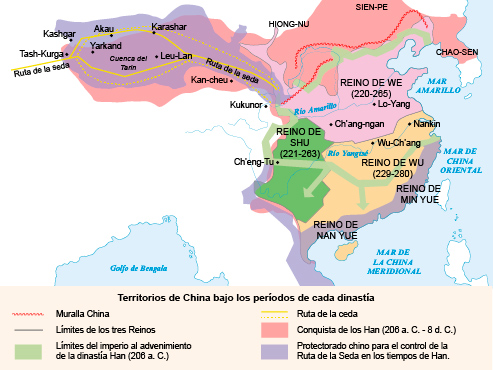 SIEN-PE
HIONG-NU
Akau
Karashar
Kashgar
CHAO-SEN
Yarkand
Tash-Kurga
Cuenca del
Tarin
Leu-Lan
Ruta de la seda
Ruta de la seda
Kan-cheu
REINO DE WE
(220-265)
MAR
AMARILLO
Kukunor
Río Amarillo
Lo-Yang
Ch'ang-ngan
Nankin
REINO DE
SHU
(221-263)
Río Yangtsé
Wu-Ch'ang
MAR DE
CHINA
ORIENTAL
Ch'eng-Tu
REINO DE WU
(229-280)
REINO DE
MIN YUE
REINO DE
NAN YUE
MAR DE
LA CHINA
MERIDIONAL
Golfo de Bengala
Territorios de China bajo los períodos de cada dinastía
Muralla China
Límites de los tres Reinos
Límites del imperio al advenimiento
de la dinastía Han (206 a. C.)
Ruta de la ceda
Conquista de los Han (206 a. C. - 8 d. C.)
Protectorado chino para el control de la
Ruta de la Seda en los tiempos de Han.